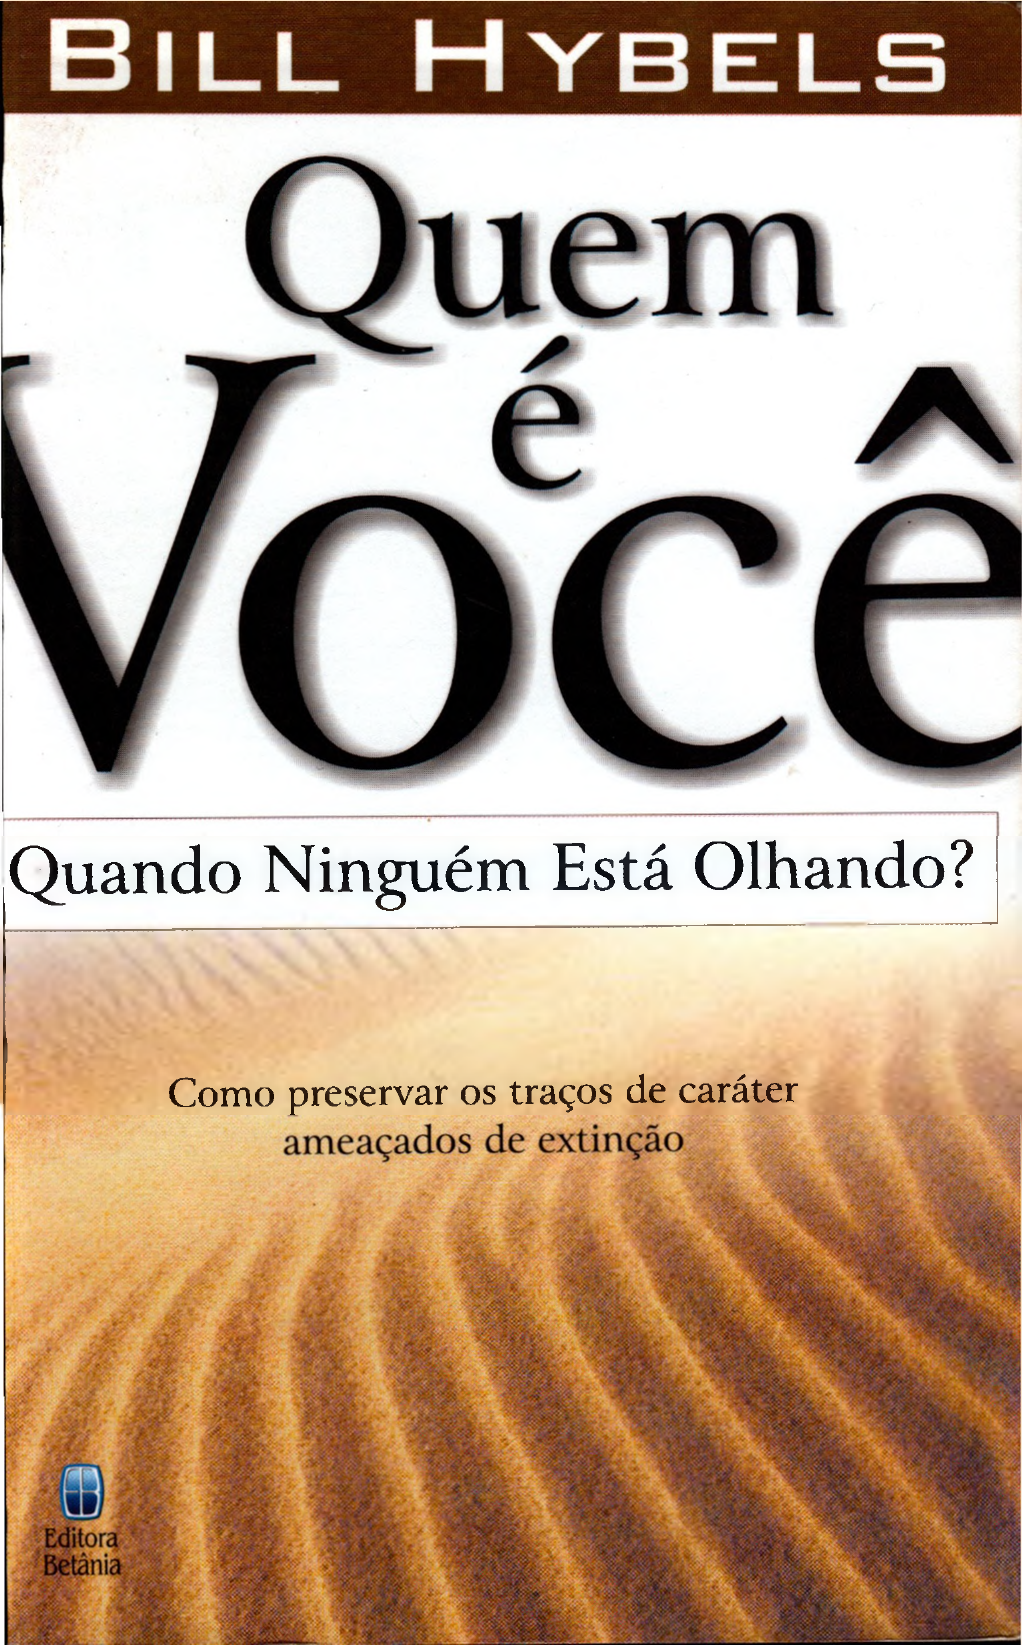 BILL HYBELS
Quem
é
Você
Quando Ninguém Está Olhando?
Como preservar os traços de caráter
ameaçados de extinção
Editora
Betânia